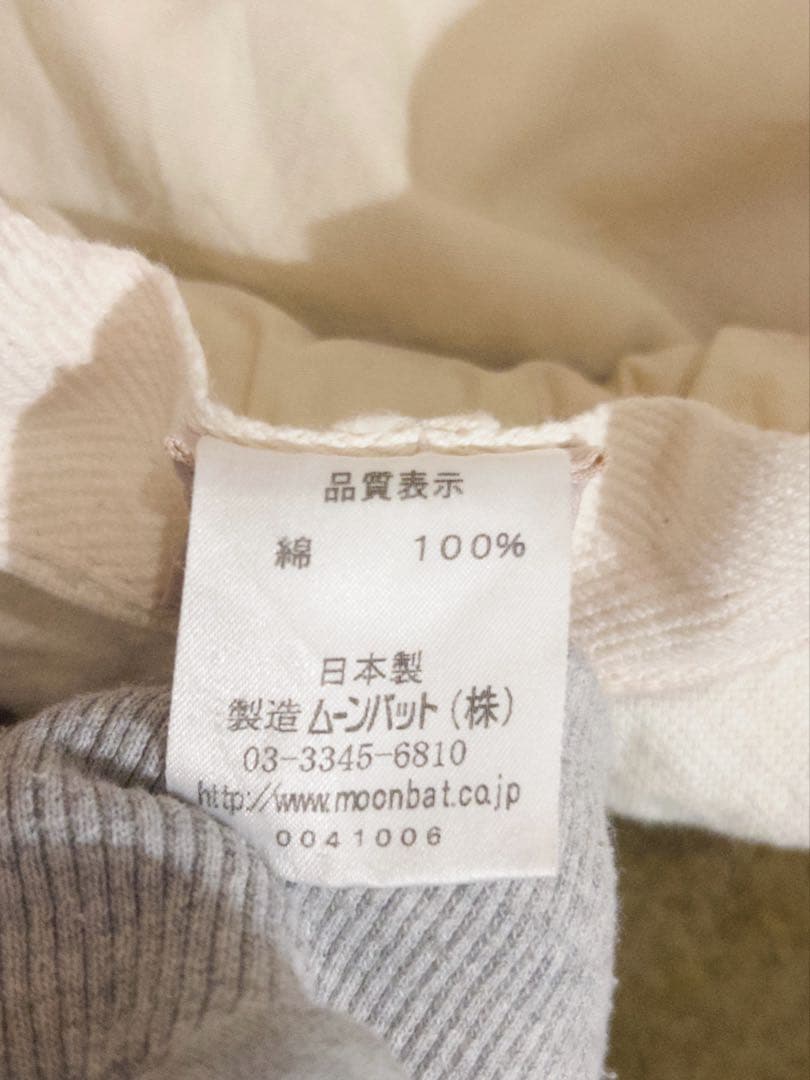 品質表示
綿 100%
日本製
製造 ムーンバット(株)
03-3345-6810
http://www.moonbat.co.jp
0041006